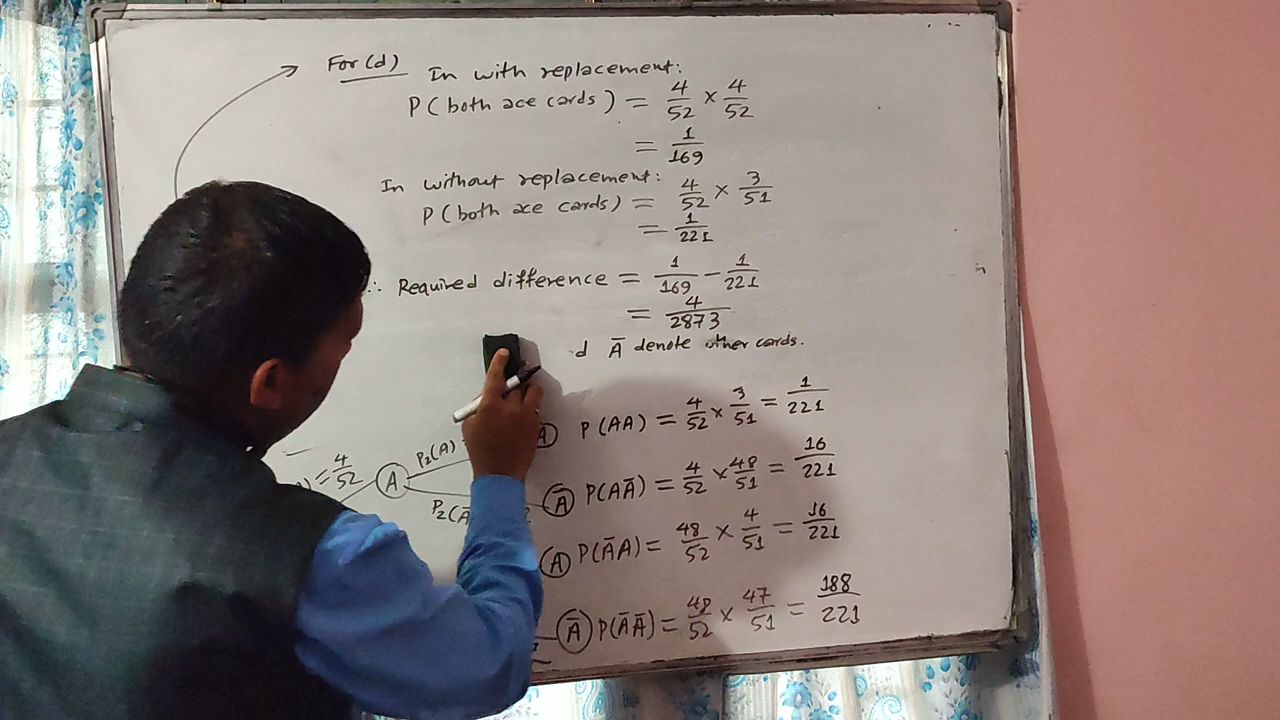 For (d) In with replacement:
P(both ace cards) = 4/52 × 4/52
= 1/169
In without replacement:
P(both ace cards) = 4/52 × 3/51
= 1/221
∴ Required difference = 1/169 - 1/221
= 4/2873
d Ā denote other cards.
= 4/52 A P₂(A) A P(AA) = 4/52 × 3/51 = 1/221
P₂(Ā Ā P(AĀ) = 4/52 × 48/51 = 16/221
A P(ĀA) = 48/52 × 4/51 = 16/221
Ā P(ĀĀ) = 48/52 × 47/51 = 188/221